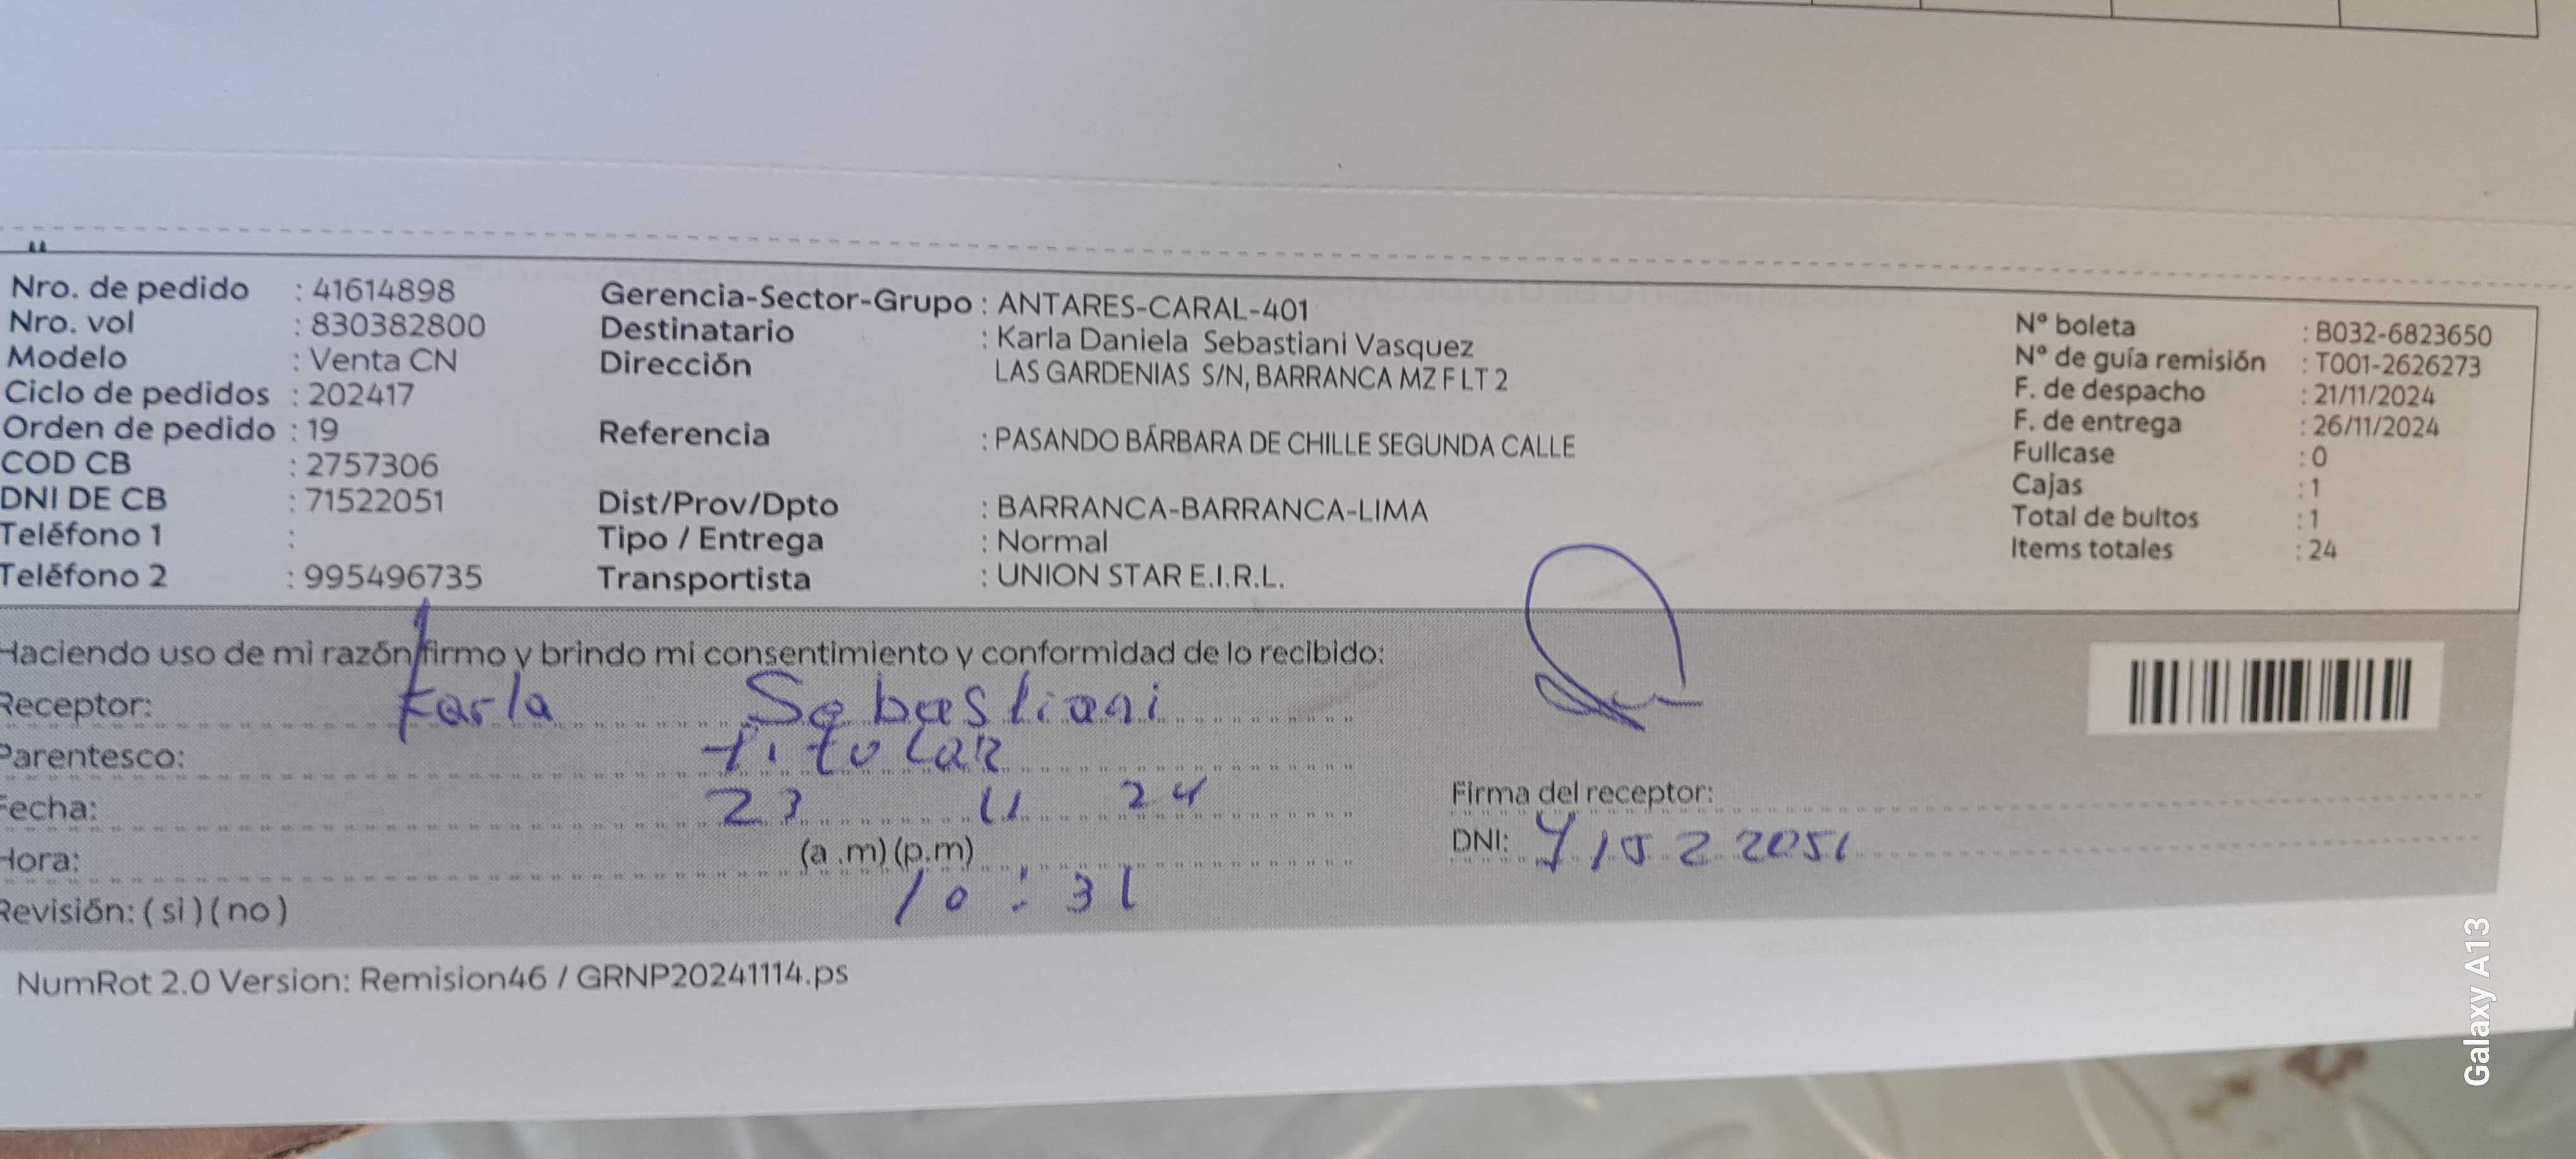 Nro. de pedido : 41614898
Nro. vol : 830382800
Modelo : Venta CN
Ciclo de pedidos : 202417
Orden de pedido : 19
COD CB : 2757306
DNI DE CB : 71522051
Teléfono 1 :
Teléfono 2 : 995496735
Gerencia-Sector-Grupo : ANTARES-CARAL-401
Destinatario : Karla Daniela Sebastiani Vasquez
Dirección LAS GARDENIAS S/N, BARRANCA MZ F LT 2
Referencia : PASANDO BÁRBARA DE CHILLE SEGUNDA CALLE
Dist/Prov/Dpto : BARRANCA-BARRANCA-LIMA
Tipo / Entrega : Normal
Transportista : UNION STAR E.I.R.L.
N° boleta : B032-6823650
N° de guía remisión : T001-2626273
F. de despacho : 21/11/2024
F. de entrega : 26/11/2024
Fullcase : 0
Cajas : 1
Total de bultos : 1
Items totales : 24
Haciendo uso de mi razón firmo y brindo mi consentimiento y conformidad de lo recibido:
Receptor: Karla Sebastiani
Parentesco: titular
Fecha: 23 11 24
Hora: (a .m) (p.m)
10 : 31
Revisión: ( si ) ( no )
Firma del receptor:
DNI: 71522051
NumRot 2.0 Version: Remision46 / GRNP20241114.ps
Galaxy A13